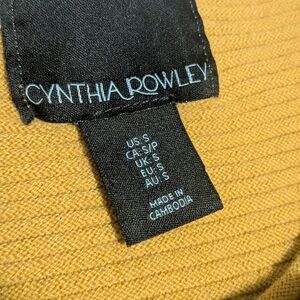 CYNTHIA ROWLEY
US:S
CA:S/P
UK:S
EU:S
AU:S
MADE IN
CAMBODIA